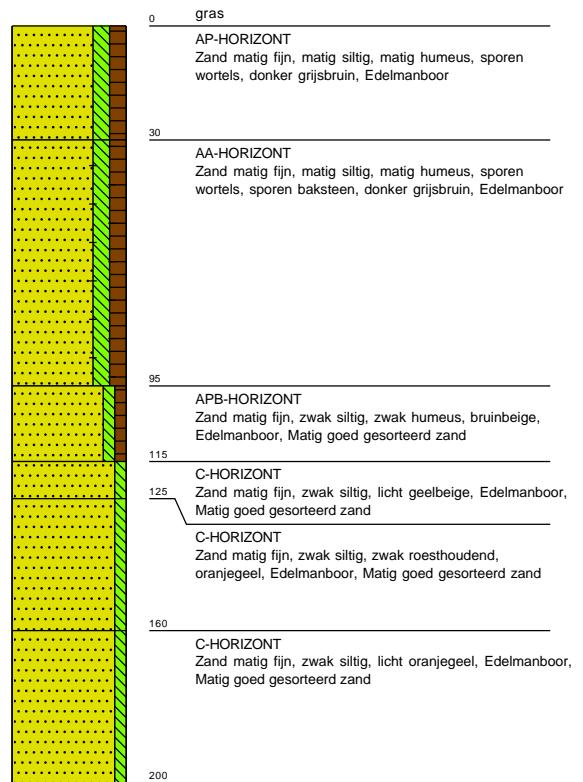 0
gras
AP-HORIZONT
Zand matig fijn, matig siltig, matig humeus, sporen
wortels, donker grijsbruin, Edelmanboor
30
AA-HORIZONT
Zand matig fijn, matig siltig, matig humeus, sporen
wortels, sporen baksteen, donker grijsbruin, Edelmanboor
95
APB-HORIZONT
Zand matig fijn, zwak siltig, zwak humeus, bruinbeige,
Edelmanboor, Matig goed gesorteerd zand
115
C-HORIZONT
Zand matig fijn, zwak siltig, licht geelbeige, Edelmanboor,
Matig goed gesorteerd zand
125
C-HORIZONT
Zand matig fijn, zwak siltig, zwak roesthoudend,
oranjegeel, Edelmanboor, Matig goed gesorteerd zand
160
C-HORIZONT
Zand matig fijn, zwak siltig, licht oranjegeel, Edelmanboor,
Matig goed gesorteerd zand
200